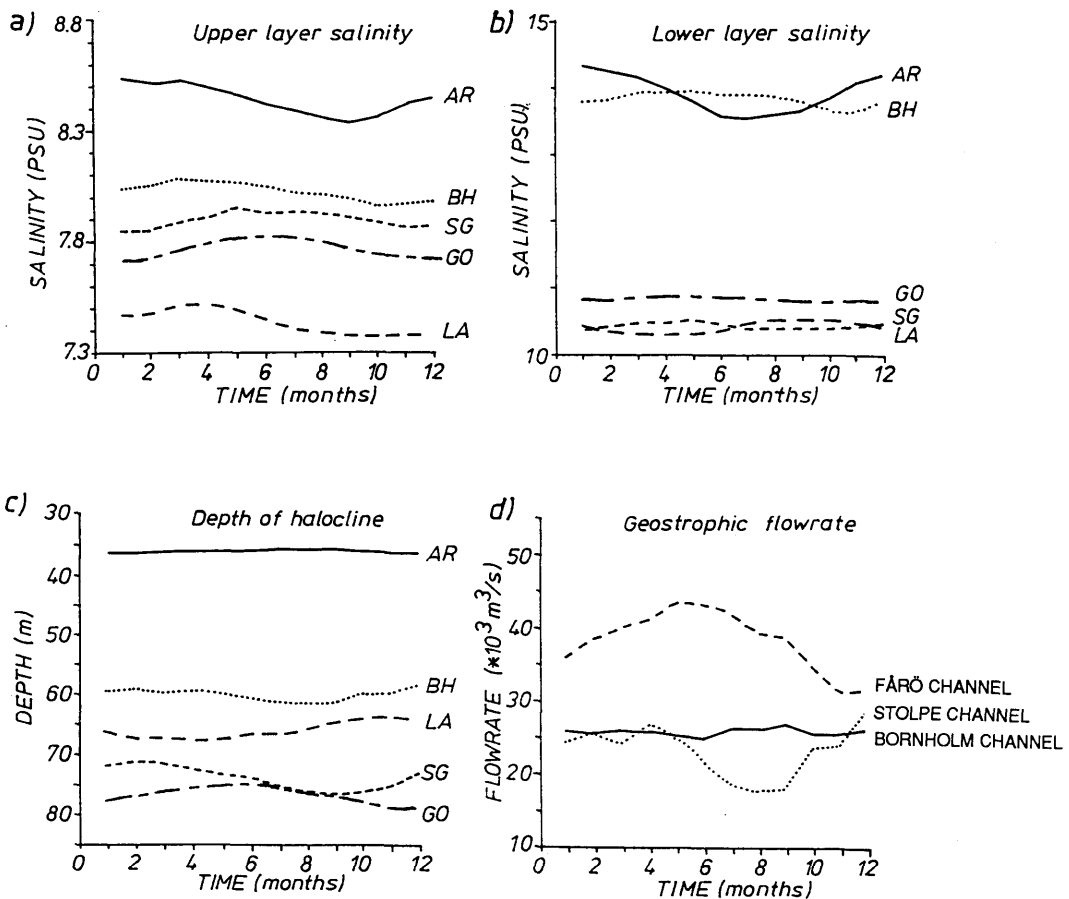 a)
Upper layer salinity
8.8
8.3
7.8
7.3
SALINITY (PSU)
AR
BH
SG
GO
LA
0 2 4 6 8 10 12
TIME (months)
b)
Lower layer salinity
15
10
SALINITY (PSU)
AR
BH
GO
SG
LA
0 2 4 6 8 10 12
TIME (months)
c)
Depth of halocline
30
40
50
60
70
80
DEPTH (m)
AR
BH
LA
SG
GO
0 2 4 6 8 10 12
TIME (months)
d)
Geostrophic flowrate
50
40
30
20
10
FLOWRATE (*10³ m³/s)
FÅRÖ CHANNEL
STOLPE CHANNEL
BORNHOLM CHANNEL
0 2 4 6 8 10 12
TIME (months)